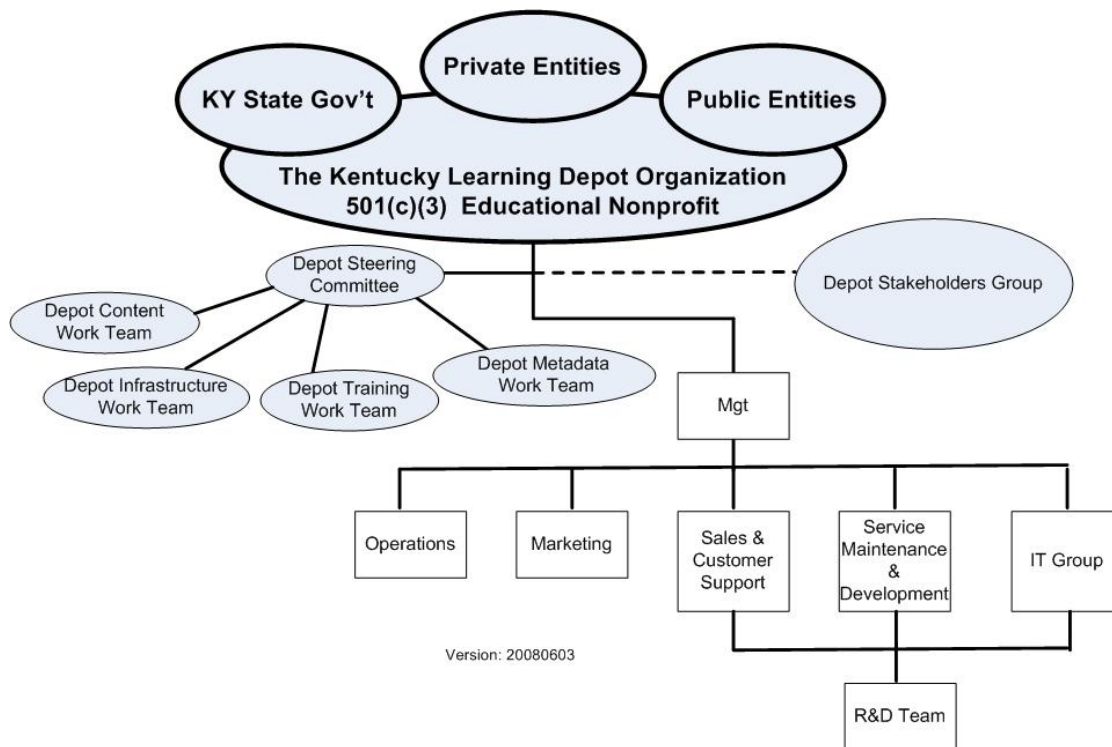 Private Entities
KY State Gov't
Public Entities
The Kentucky Learning Depot Organization
501(c)(3) Educational Nonprofit
Depot Steering
Committee
Depot Stakeholders Group
Depot Content
Work Team
Depot Infrastructure
Work Team
Depot Training
Work Team
Depot Metadata
Work Team
Mgt
Operations
Marketing
Sales &
Customer
Support
Service
Maintenance
&
Development
IT Group
Version: 20080603
R&D Team